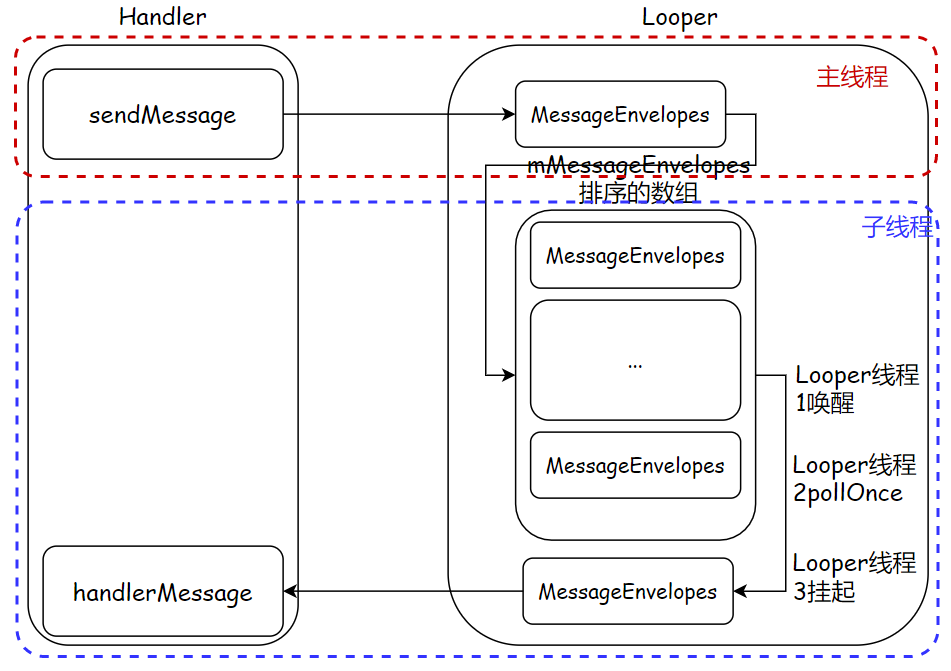 Handler
Looper
主线程
sendMessage
MessageEnvelopes
mMessageEnvelopes
排序的数组
子线程
MessageEnvelopes
...
Looper线程
1唤醒
MessageEnvelopes
Looper线程
2pollOnce
Looper线程
3挂起
handlerMessage
MessageEnvelopes